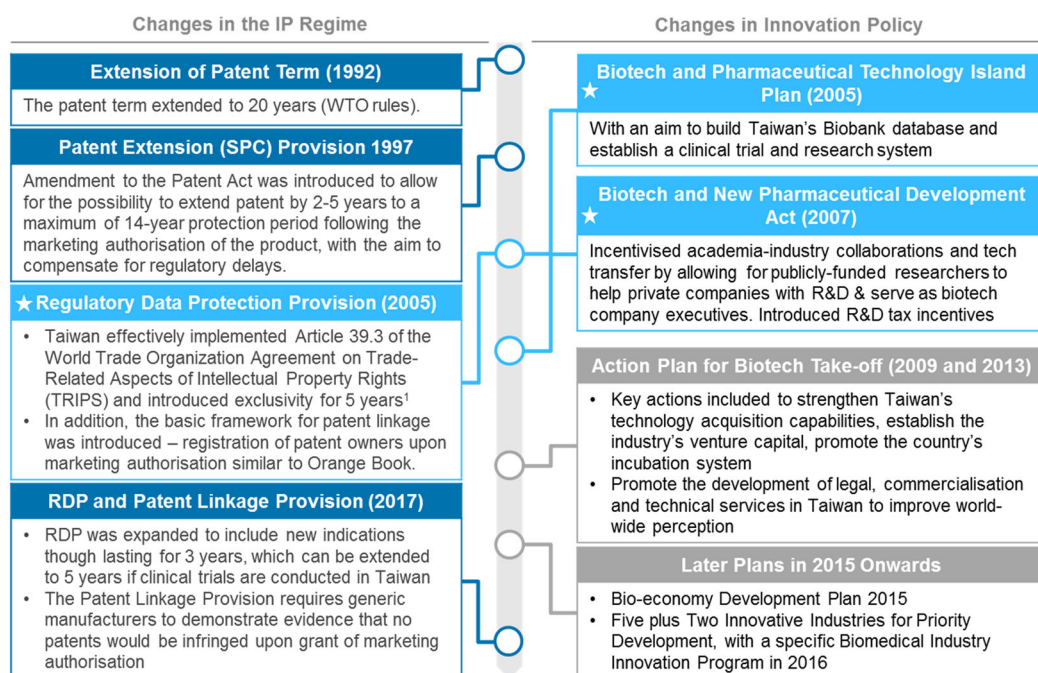 Changes in the IP Regime
Extension of Patent Term (1992)
The patent term extended to 20 years (WTO rules).
Patent Extension (SPC) Provision 1997
Amendment to the Patent Act was introduced to allow
for the possibility to extend patent by 2-5 years to a
maximum of 14-year protection period following the
marketing authorisation of the product, with the aim to
compensate for regulatory delays.
★ Regulatory Data Protection Provision (2005)
• Taiwan effectively implemented Article 39.3 of the
World Trade Organization Agreement on Trade-
Related Aspects of Intellectual Property Rights
(TRIPS) and introduced exclusivity for 5 years¹
• In addition, the basic framework for patent linkage
was introduced – registration of patent owners upon
marketing authorisation similar to Orange Book.
RDP and Patent Linkage Provision (2017)
• RDP was expanded to include new indications
though lasting for 3 years, which can be extended
to 5 years if clinical trials are conducted in Taiwan
• The Patent Linkage Provision requires generic
manufacturers to demonstrate evidence that no
patents would be infringed upon grant of marketing
authorisation
Changes in Innovation Policy
★ Biotech and Pharmaceutical Technology Island
Plan (2005)
With an aim to build Taiwan's Biobank database and
establish a clinical trial and research system
★ Biotech and New Pharmaceutical Development
Act (2007)
Incentivised academia-industry collaborations and tech
transfer by allowing for publicly-funded researchers to
help private companies with R&D & serve as biotech
company executives. Introduced R&D tax incentives
Action Plan for Biotech Take-off (2009 and 2013)
• Key actions included to strengthen Taiwan's
technology acquisition capabilities, establish the
industry's venture capital, promote the country's
incubation system
• Promote the development of legal, commercialisation
and technical services in Taiwan to improve world-
wide perception
Later Plans in 2015 Onwards
• Bio-economy Development Plan 2015
• Five plus Two Innovative Industries for Priority
Development, with a specific Biomedical Industry
Innovation Program in 2016